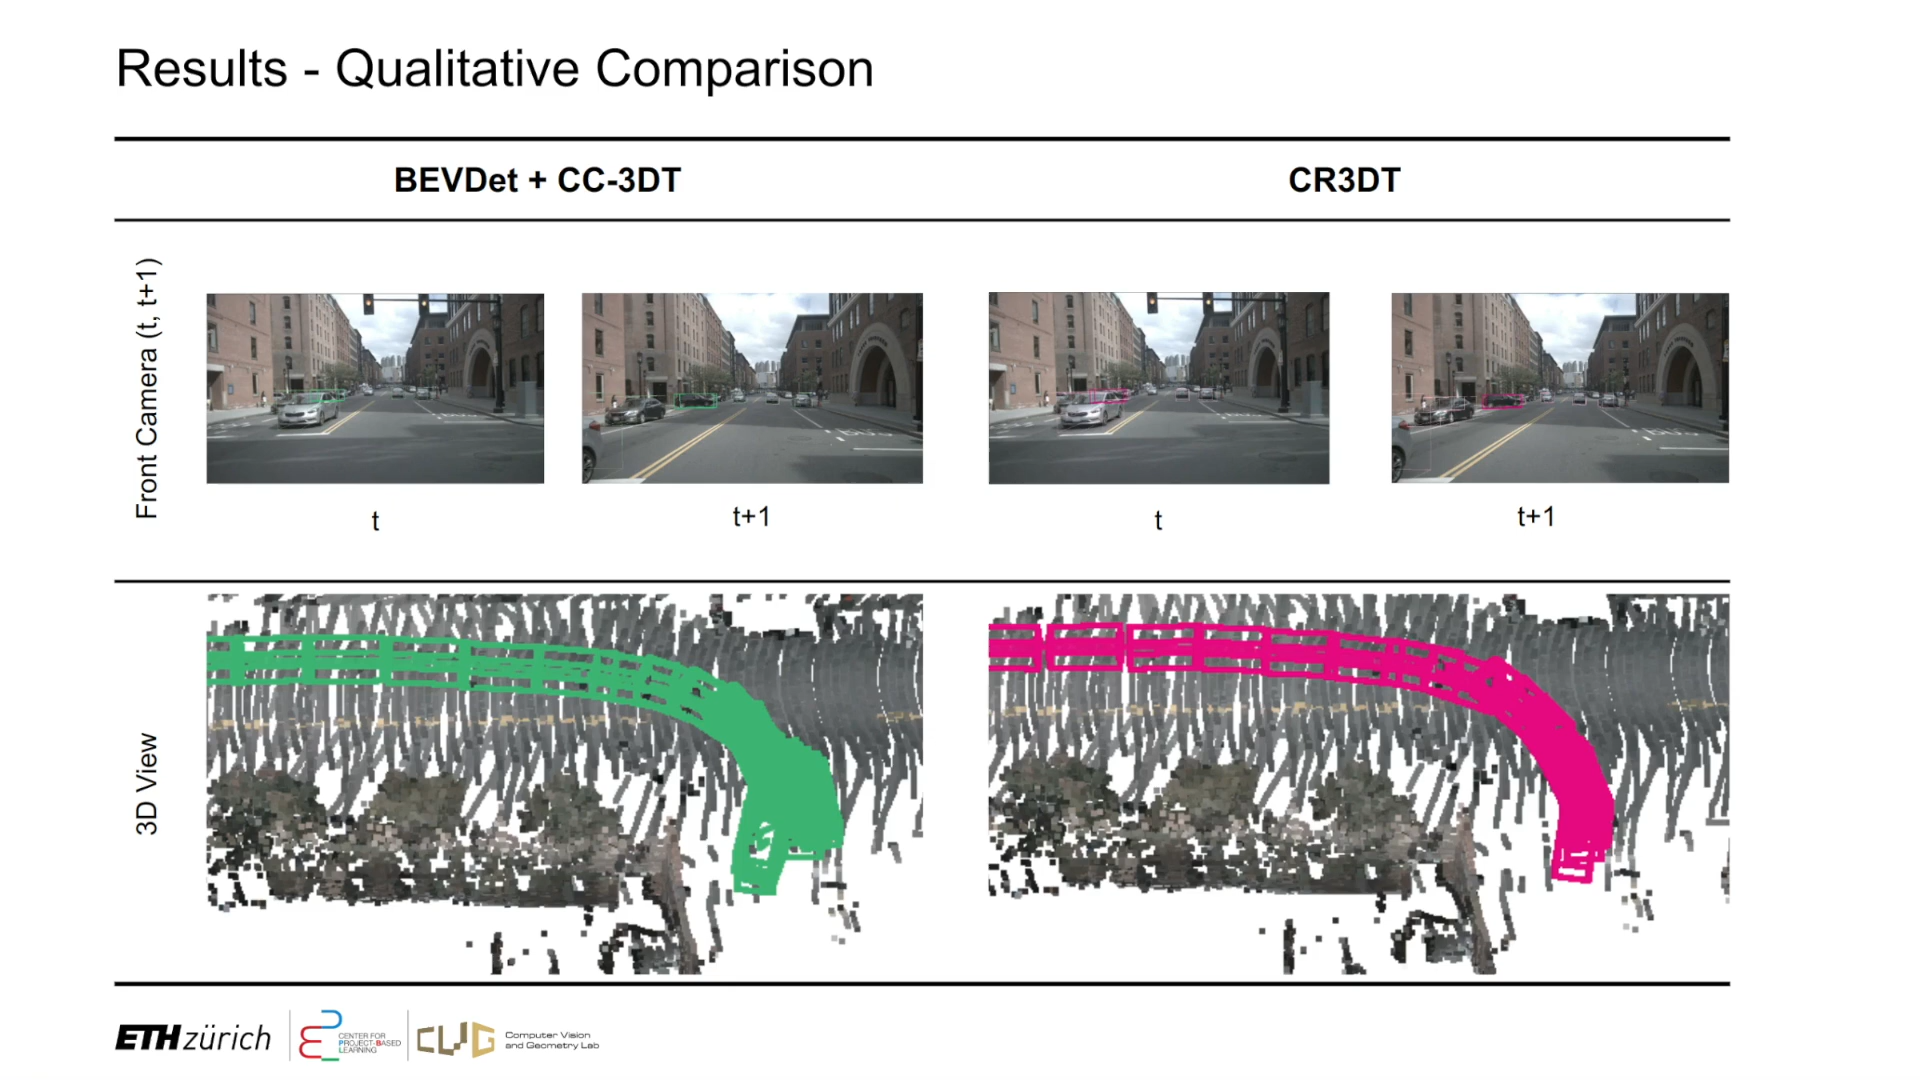 Results - Qualitative Comparison
BEVDet + CC-3DT
CR3DT
Front Camera (t, t+1)
t
t+1
t
t+1
3D View
ETH zürich
CENTER FOR
PROJECT-BASED
LEARNING
CVG
Computer Vision
and Geometry Lab